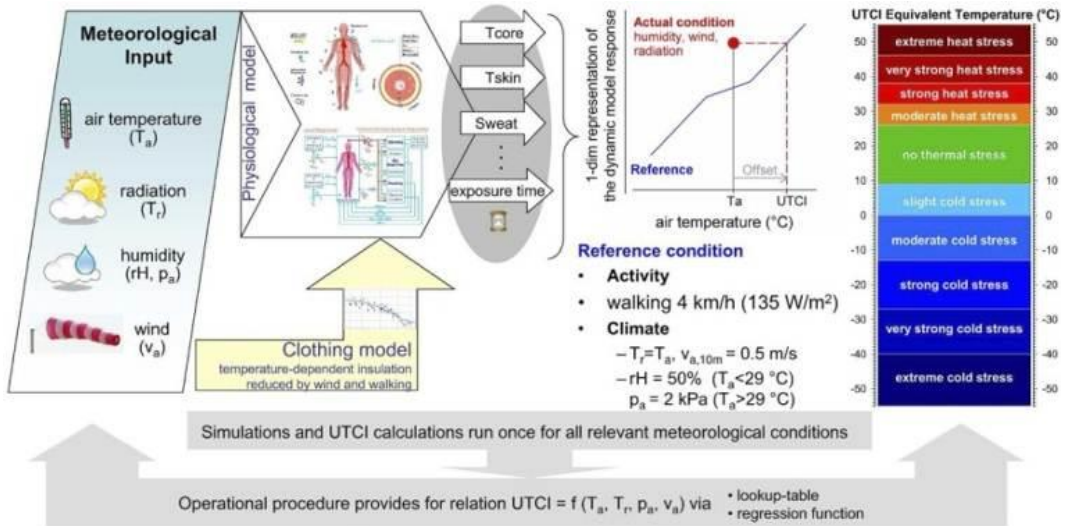 Meteorological
Input
air temperature
(Ta)
radiation
(Tr)
humidity
(rH, pa)
wind
(va)
Physiological model
Clothing model
temperature-dependent insulation
reduced by wind and walking
Tcore
Tskin
Sweat
exposure time
1-dim representation of
the dynamic model response
Actual condition
humidity, wind,
radiation
Reference
Offset
Ta
UTCI
air temperature (°C)
Reference condition
• Activity
• walking 4 km/h (135 W/m²)
• Climate
– Tr=Ta, va,10m = 0.5 m/s
– rH = 50% (Ta<29 °C)
pa = 2 kPa (Ta>29 °C)
UTCI Equivalent Temperature (°C)
50 extreme heat stress 50
40 very strong heat stress 40
strong heat stress
30 moderate heat stress 30
20 no thermal stress 20
10 10
slight cold stress
0 0
-10 moderate cold stress -10
-20 strong cold stress -20
-30 very strong cold stress -30
-40 -40
-50 extreme cold stress -50
Simulations and UTCI calculations run once for all relevant meteorological conditions
Operational procedure provides for relation UTCI = f (Ta, Tr, pa, va) via
• lookup-table
• regression function